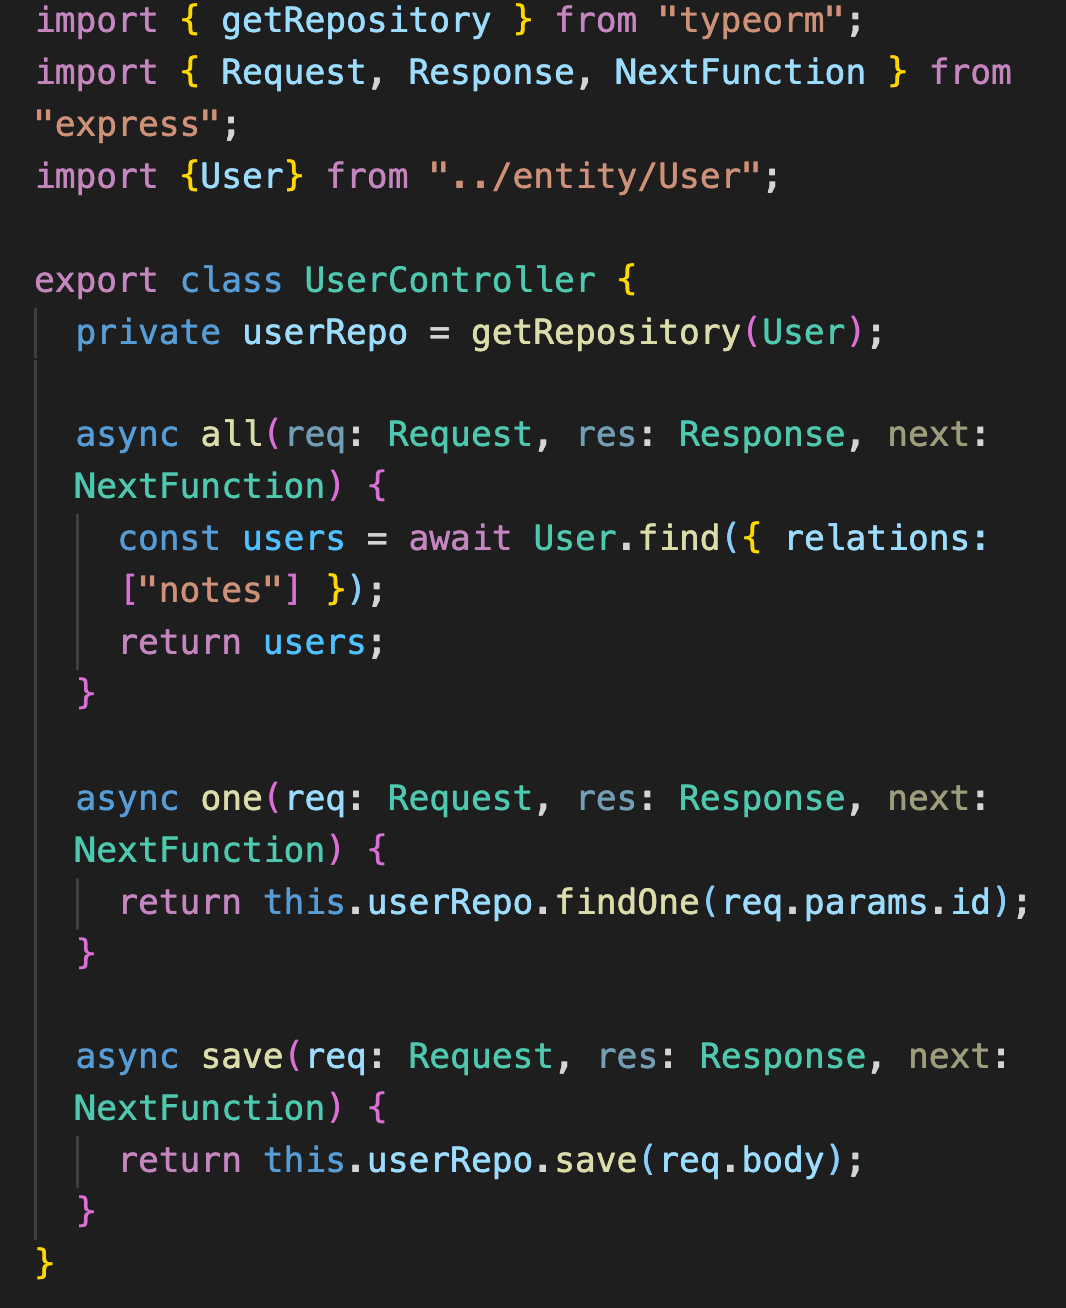 import { getRepository } from "typeorm";
import { Request, Response, NextFunction } from
"express";
import {User} from "../entity/User";
export class UserController {
private userRepo = getRepository(User);
async all(req: Request, res: Response, next:
NextFunction) {
const users = await User.find({ relations:
["notes"] });
return users;
}
async one(req: Request, res: Response, next:
NextFunction) {
return this.userRepo.findOne(req.params.id);
}
async save(req: Request, res: Response, next:
NextFunction) {
return this.userRepo.save(req.body);
}
}